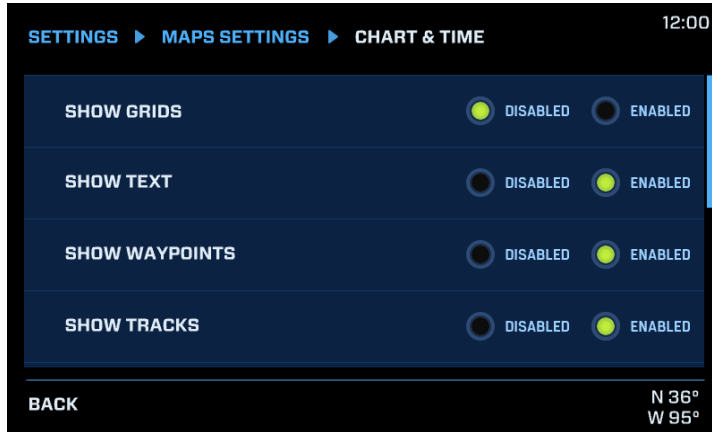 SETTINGS ▶ MAPS SETTINGS ▶ CHART & TIME
12:00
SHOW GRIDS DISABLED ENABLED
SHOW TEXT DISABLED ENABLED
SHOW WAYPOINTS DISABLED ENABLED
SHOW TRACKS DISABLED ENABLED
BACK
N 36°
W 95°